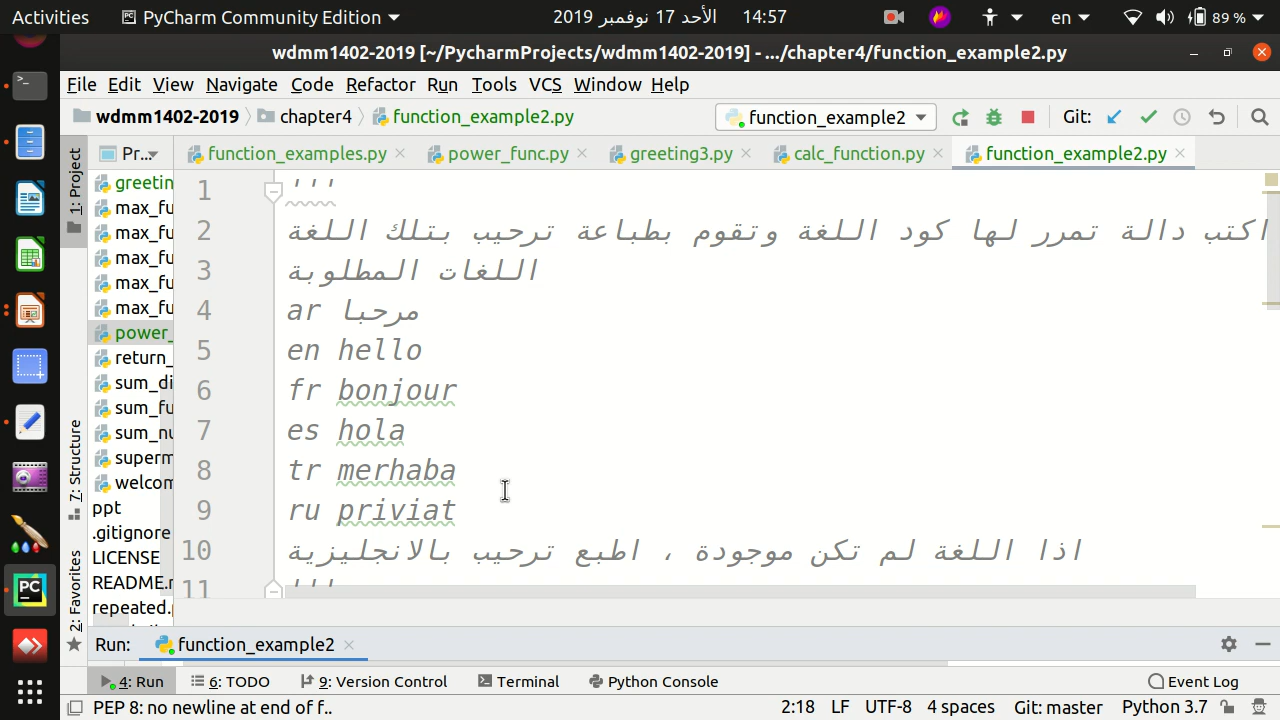 Activities PyCharm Community Edition الأحد 17 نوفمبر 2019 14:57 en 89 %
wdmm1402-2019 [~/PycharmProjects/wdmm1402-2019] - .../chapter4/function_example2.py
File Edit View Navigate Code Refactor Run Tools VCS Window Help
wdmm1402-2019 chapter4 function_example2.py function_example2 Git:
1: Project
Pr...
function_examples.py power_func.py greeting3.py calc_function.py function_example2.py
greetin
max_fu
max_fu
max_fu
max_fu
max_fu
power_
return_
sum_di
sum_fu
sum_nu
superm
welcom
ppt
.gitignore
LICENSE
README.m
repeated.p
7: Structure
2: Favorites
1 '''
2 اكتب دالة تمرر لها كود اللغة وتقوم بطباعة ترحيب بتلك اللغة
3 اللغات المطلوبة
4 ar مرحبا
5 en hello
6 fr bonjour
7 es hola
8 tr merhaba
9 ru priviat
10 اذا اللغة لم تكن موجودة ، اطبع ترحيب بالانجليزية
11 '''
Run: function_example2
4: Run 6: TODO 9: Version Control Terminal Python Console Event Log
PEP 8: no newline at end of f.. 2:18 LF UTF-8 4 spaces Git: master Python 3.7